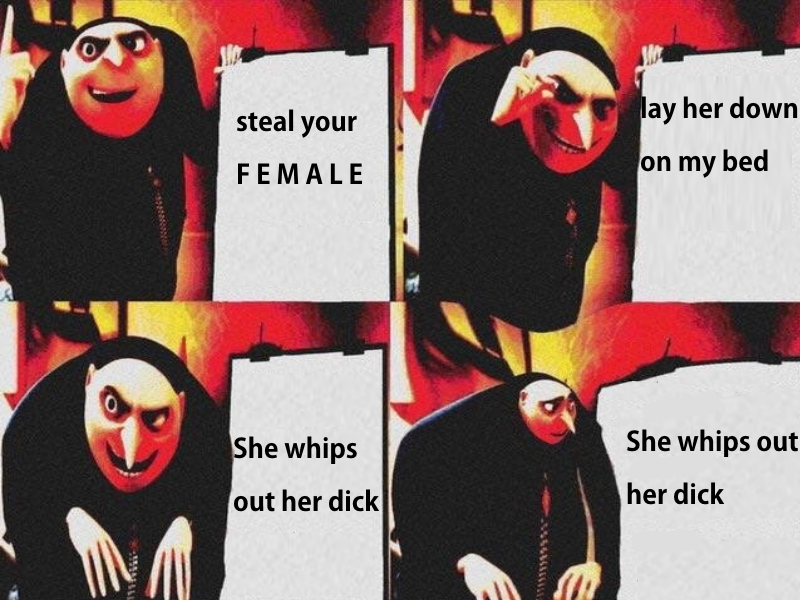 steal your
F E M A L E
lay her down
on my bed
She whips
out her dick
She whips out
her dick